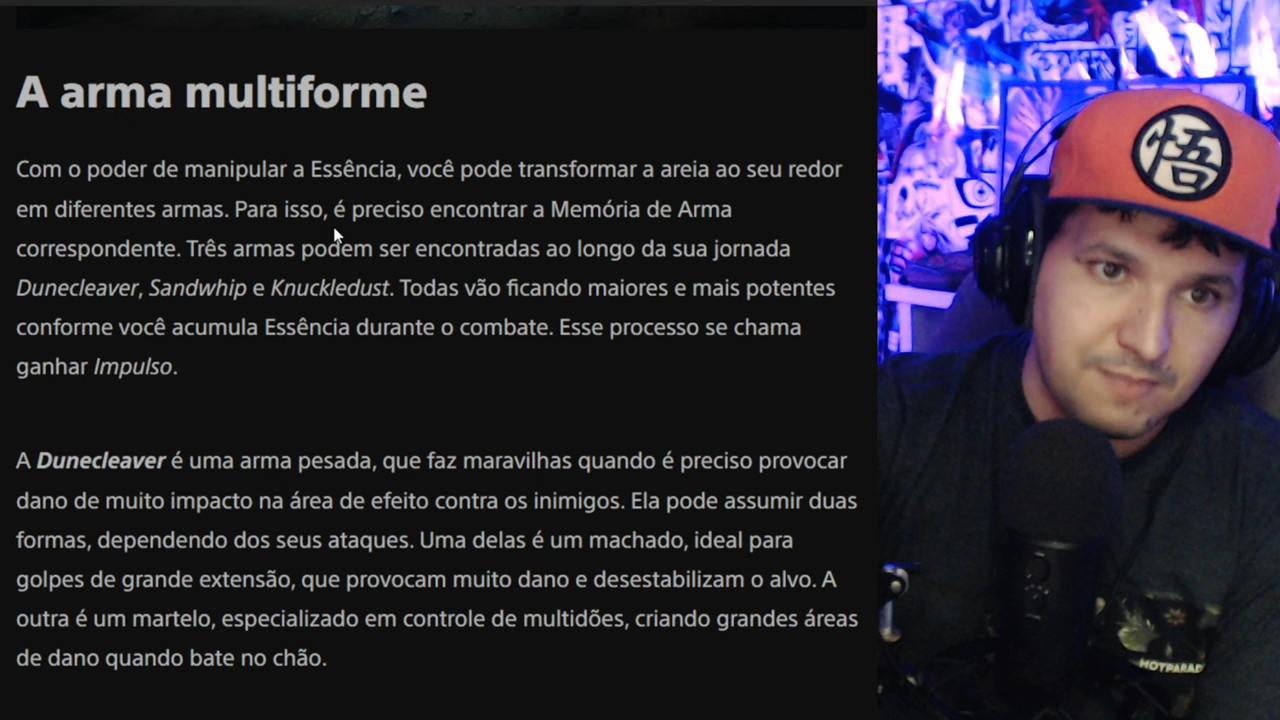 A arma multiforme
Com o poder de manipular a Essência, você pode transformar a areia ao seu redor
em diferentes armas. Para isso, é preciso encontrar a Memória de Arma
correspondente. Três armas podem ser encontradas ao longo da sua jornada
Dunecleaver, Sandwhip e Knuckledust. Todas vão ficando maiores e mais potentes
conforme você acumula Essência durante o combate. Esse processo se chama
ganhar Impulso.
A Dunecleaver é uma arma pesada, que faz maravilhas quando é preciso provocar
dano de muito impacto na área de efeito contra os inimigos. Ela pode assumir duas
formas, dependendo dos seus ataques. Uma delas é um machado, ideal para
golpes de grande extensão, que provocam muito dano e desestabilizam o alvo. A
outra é um martelo, especializado em controle de multidões, criando grandes áreas
de dano quando bate no chão.
悟
HOTPARAD